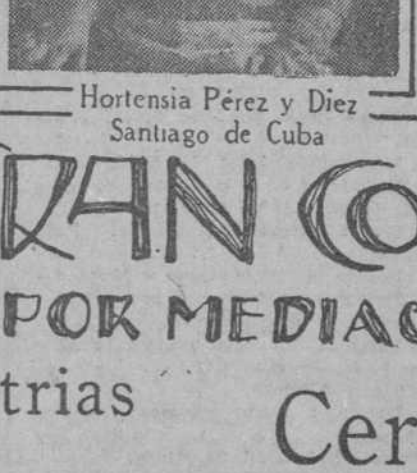 Hortensia Pérez y Diez
Santiago de Cuba
RAN CO
POR MEDIAC
trias
Cer